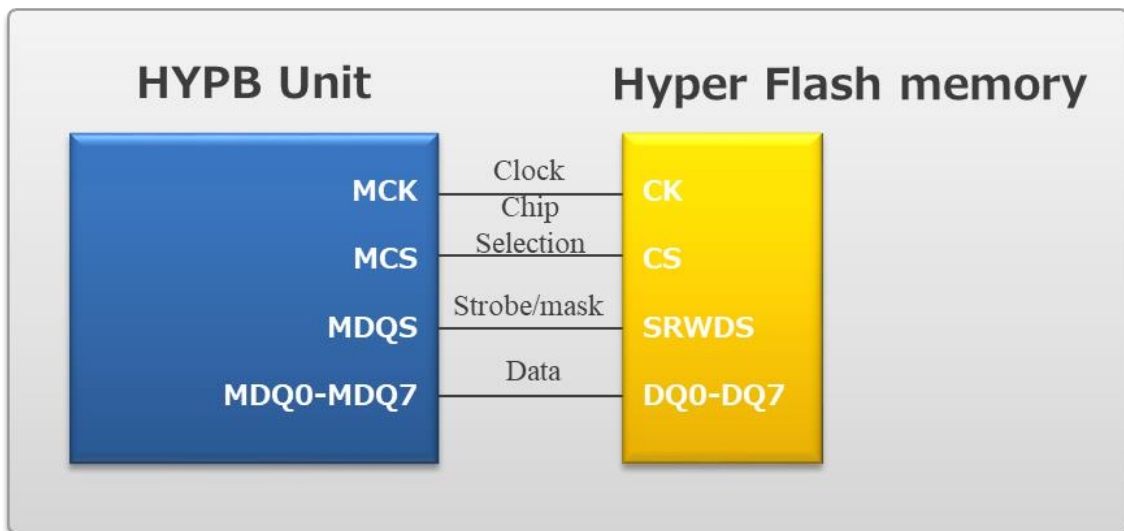 HYPB Unit
Hyper Flash memory
MCK
Clock
CK
Chip
MCS
Selection
CS
MDQS
Strobe/mask
SRWDS
MDQ0-MDQ7
Data
DQ0-DQ7